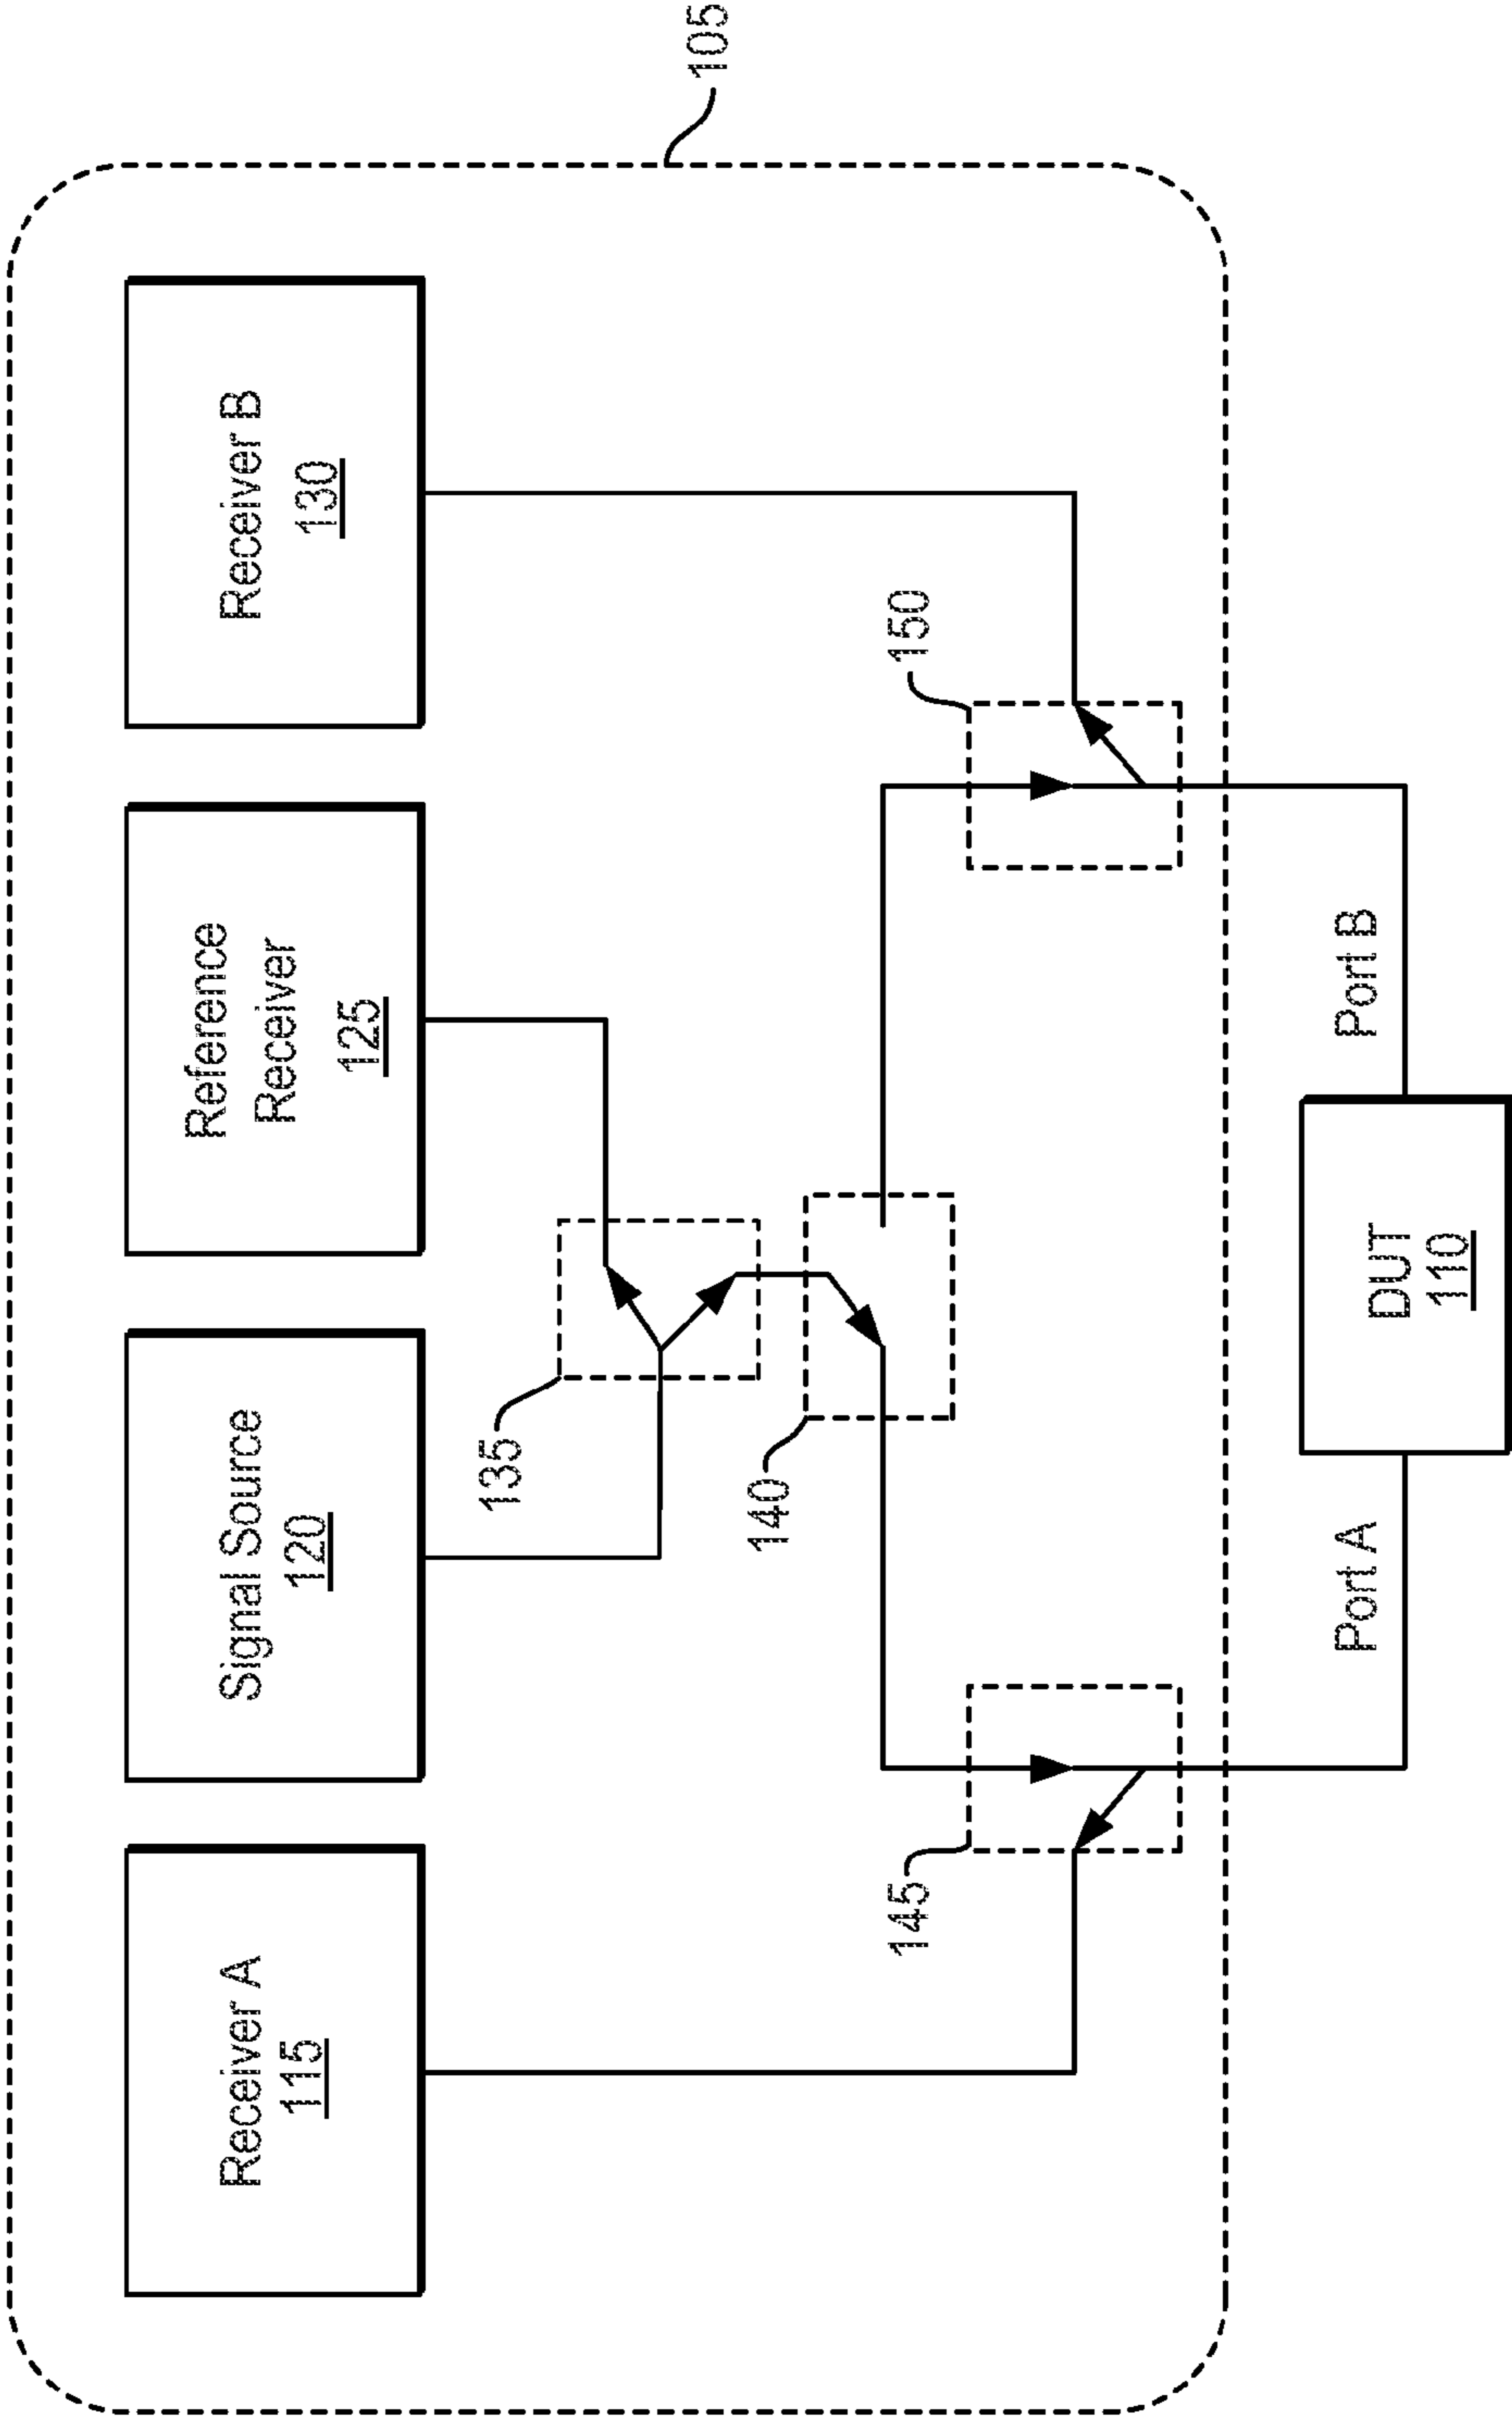 Receiver A
115
Signal Source
120
Reference
Receiver
125
Receiver B
130
105
135
140
145
150
Port A
DUT
110
Port B